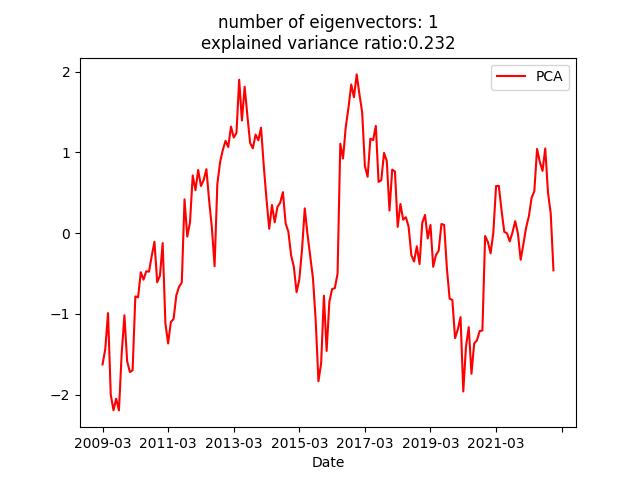 number of eigenvectors: 1
explained variance ratio:0.232
PCA
2
1
0
−1
−2
2009-03 2011-03 2013-03 2015-03 2017-03 2019-03 2021-03
Date